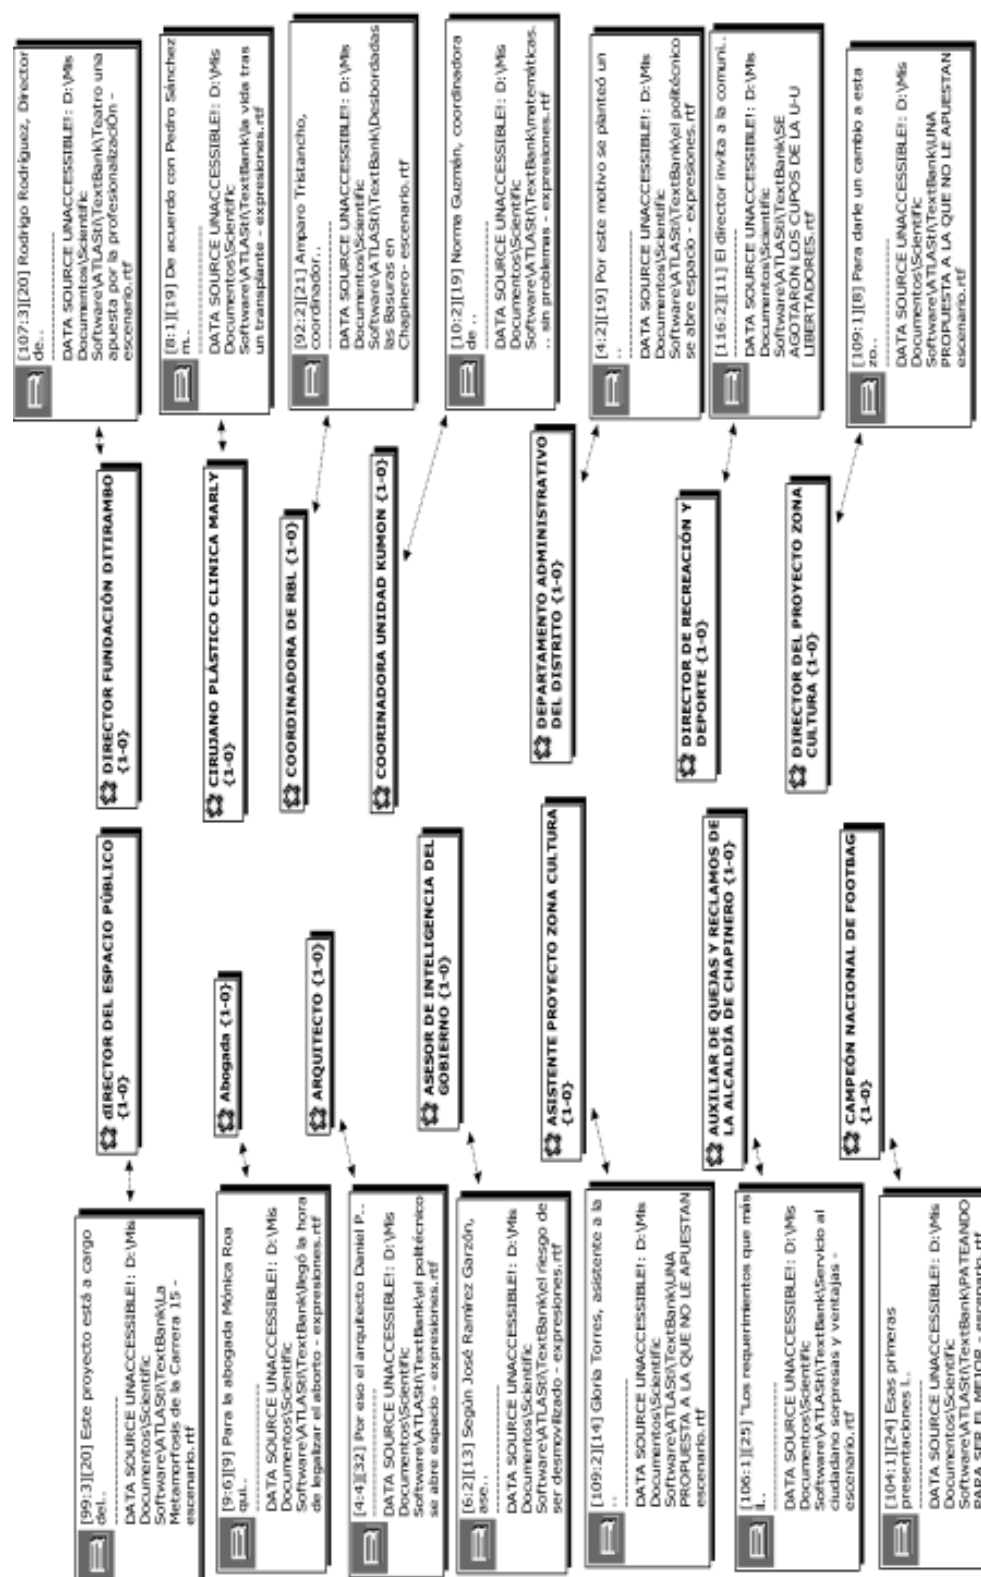 [99:3][20] Este proyecto está a cargo
del..
--------------------
DATA SOURCE UNACCESSIBLE!: D:\Mis
Documentos\Scientific
Software\ATLASti\TextBank\La
Metamorfosis de la Carrera 15 -
escenario.rtf
dIRECTOR DEL ESPACIO PÚBLICO
{1-0}
DIRECTOR FUNDACIÓN DITIRAMBO
{1-0}
[107:3][20] Rodrigo Rodríguez, Director
de..
--------------------
DATA SOURCE UNACCESSIBLE!: D:\Mis
Documentos\Scientific
Software\ATLASti\TextBank\Teatro una
apuesta por la profesionalizaciÓn -
escenario.rtf
[9:6][9] Para la abogada Mónica Roa
qui..
--------------------
DATA SOURCE UNACCESSIBLE!: D:\Mis
Documentos\Scientific
Software\ATLASti\TextBank\llegó la hora
de legalizar el aborto - expresiones.rtf
Abogada {1-0}
CIRUJANO PLÁSTICO CLINICA MARLY
{1-0}
[8:1][19] De acuerdo con Pedro Sánchez
m..
--------------------
DATA SOURCE UNACCESSIBLE!: D:\Mis
Documentos\Scientific
Software\ATLASti\TextBank\la vida tras
un transplante - expresiones.rtf
[4:4][32] Por eso el arquitecto Daniel P...
--------------------
DATA SOURCE UNACCESSIBLE!: D:\Mis
Documentos\Scientific
Software\ATLASti\TextBank\el politécnico
se abre espacio - expresiones.rtf
ARQUITECTO {1-0}
COORDINADORA DE RBL {1-0}
[92:2][21] Amparo Tristancho,
coordinador..
--------------------
DATA SOURCE UNACCESSIBLE!: D:\Mis
Documentos\Scientific
Software\ATLASti\TextBank\Desbordadas
las Basuras en
Chapinero- escenario.rtf
[6:2][13] Según José Ramírez Garzón,
ase..
--------------------
DATA SOURCE UNACCESSIBLE!: D:\Mis
Documentos\Scientific
Software\ATLASti\TextBank\el riesgo de
ser desmovilizado - expresiones.rtf
ASESOR DE INTELIGENCIA DEL
GOBIERNO {1-0}
COORINADORA UNIDAD KUMON {1-0}
[10:2][19] Norma Guzmán, coordinadora
de ..
--------------------
DATA SOURCE UNACCESSIBLE!: D:\Mis
Documentos\Scientific
Software\ATLASti\TextBank\matemáticas.
.. sin problemas - expresiones.rtf
[109:2][14] Gloria Torres, asistente a la
..
--------------------
DATA SOURCE UNACCESSIBLE!: D:\Mis
Documentos\Scientific
Software\ATLASti\TextBank\UNA
PROPUESTA A LA QUE NO LE APUESTAN
escenario.rtf
ASISTENTE PROYECTO ZONA CULTURA
{1-0}
DEPARTAMENTO ADMINISTRATIVO
DEL DISTRITO {1-0}
[4:2][19] Por este motivo se planteó un
..
--------------------
DATA SOURCE UNACCESSIBLE!: D:\Mis
Documentos\Scientific
Software\ATLASti\TextBank\el politécnico
se abre espacio - expresiones.rtf
[106:1][25] "Los requerimientos que más
ll..
--------------------
DATA SOURCE UNACCESSIBLE!: D:\Mis
Documentos\Scientific
Software\ATLASti\TextBank\Servicio al
ciudadano sorpresas y ventajas -
escenario.rtf
AUXILIAR DE QUEJAS Y RECLAMOS DE
LA ALCALDÍA DE CHAPINERO {1-0}
DIRECTOR DE RECREACIÓN Y
DEPORTE {1-0}
[116:2][11] El director invita a la comuni..
--------------------
DATA SOURCE UNACCESSIBLE!: D:\Mis
Documentos\Scientific
Software\ATLASti\TextBank\SE
AGOTARON LOS CUPOS DE LA U-U
LIBERTADORES.rtf
[104:1][24] Esas primeras
presentaciones l..
--------------------
DATA SOURCE UNACCESSIBLE!: D:\Mis
Documentos\Scientific
Software\ATLASti\TextBank\PATEANDO
PARA SER EL MEJOR - escenario.rtf
CAMPEÓN NACIONAL DE FOOTBAG
{1-0}
DIRECTOR DEL PROYECTO ZONA
CULTURA {1-0}
[109:1][8] Para darle un cambio a esta
zo..
--------------------
DATA SOURCE UNACCESSIBLE!: D:\Mis
Documentos\Scientific
Software\ATLASti\TextBank\UNA
PROPUESTA A LA QUE NO LE APUESTAN
escenario.rtf